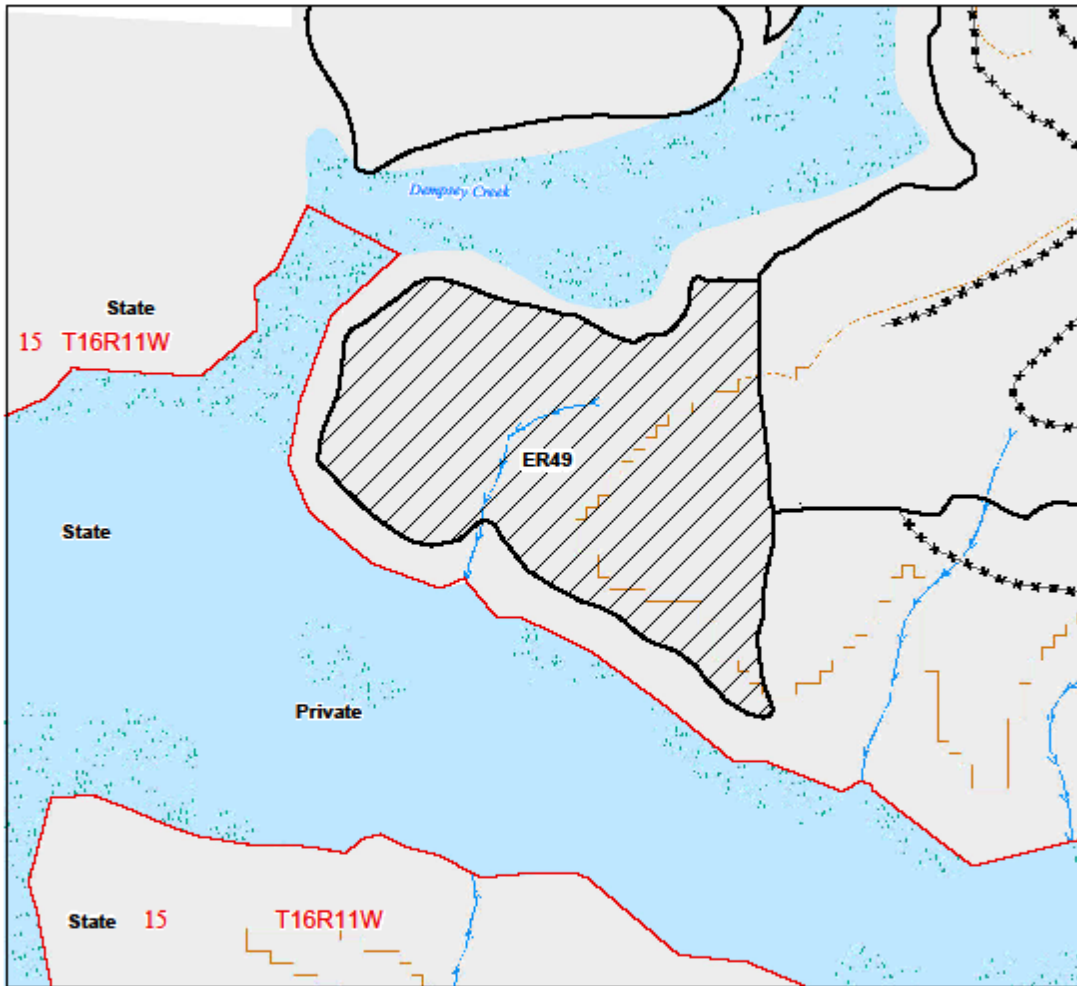 Dempsey Creek
State
15 T16R11W
ER49
State
Private
State 15 T16R11W